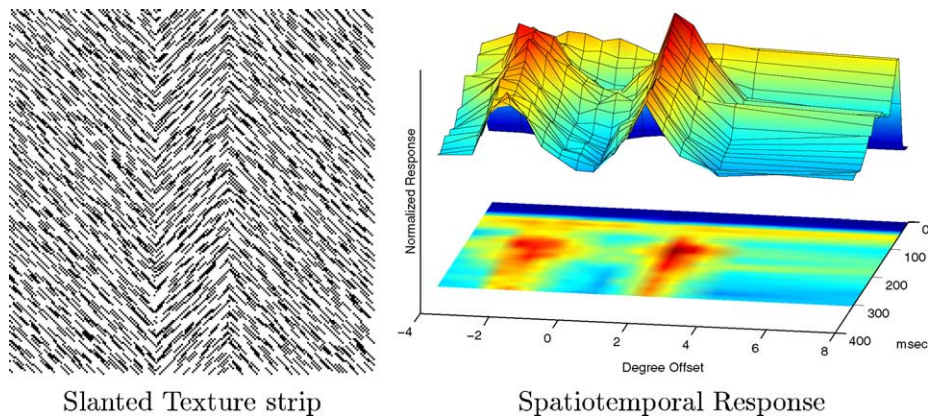 Normalized Response
0
100
200
300
400
msec
-4
-2
0
2
4
6
8
Degree Offset
Slanted Texture strip
Spatiotemporal Response